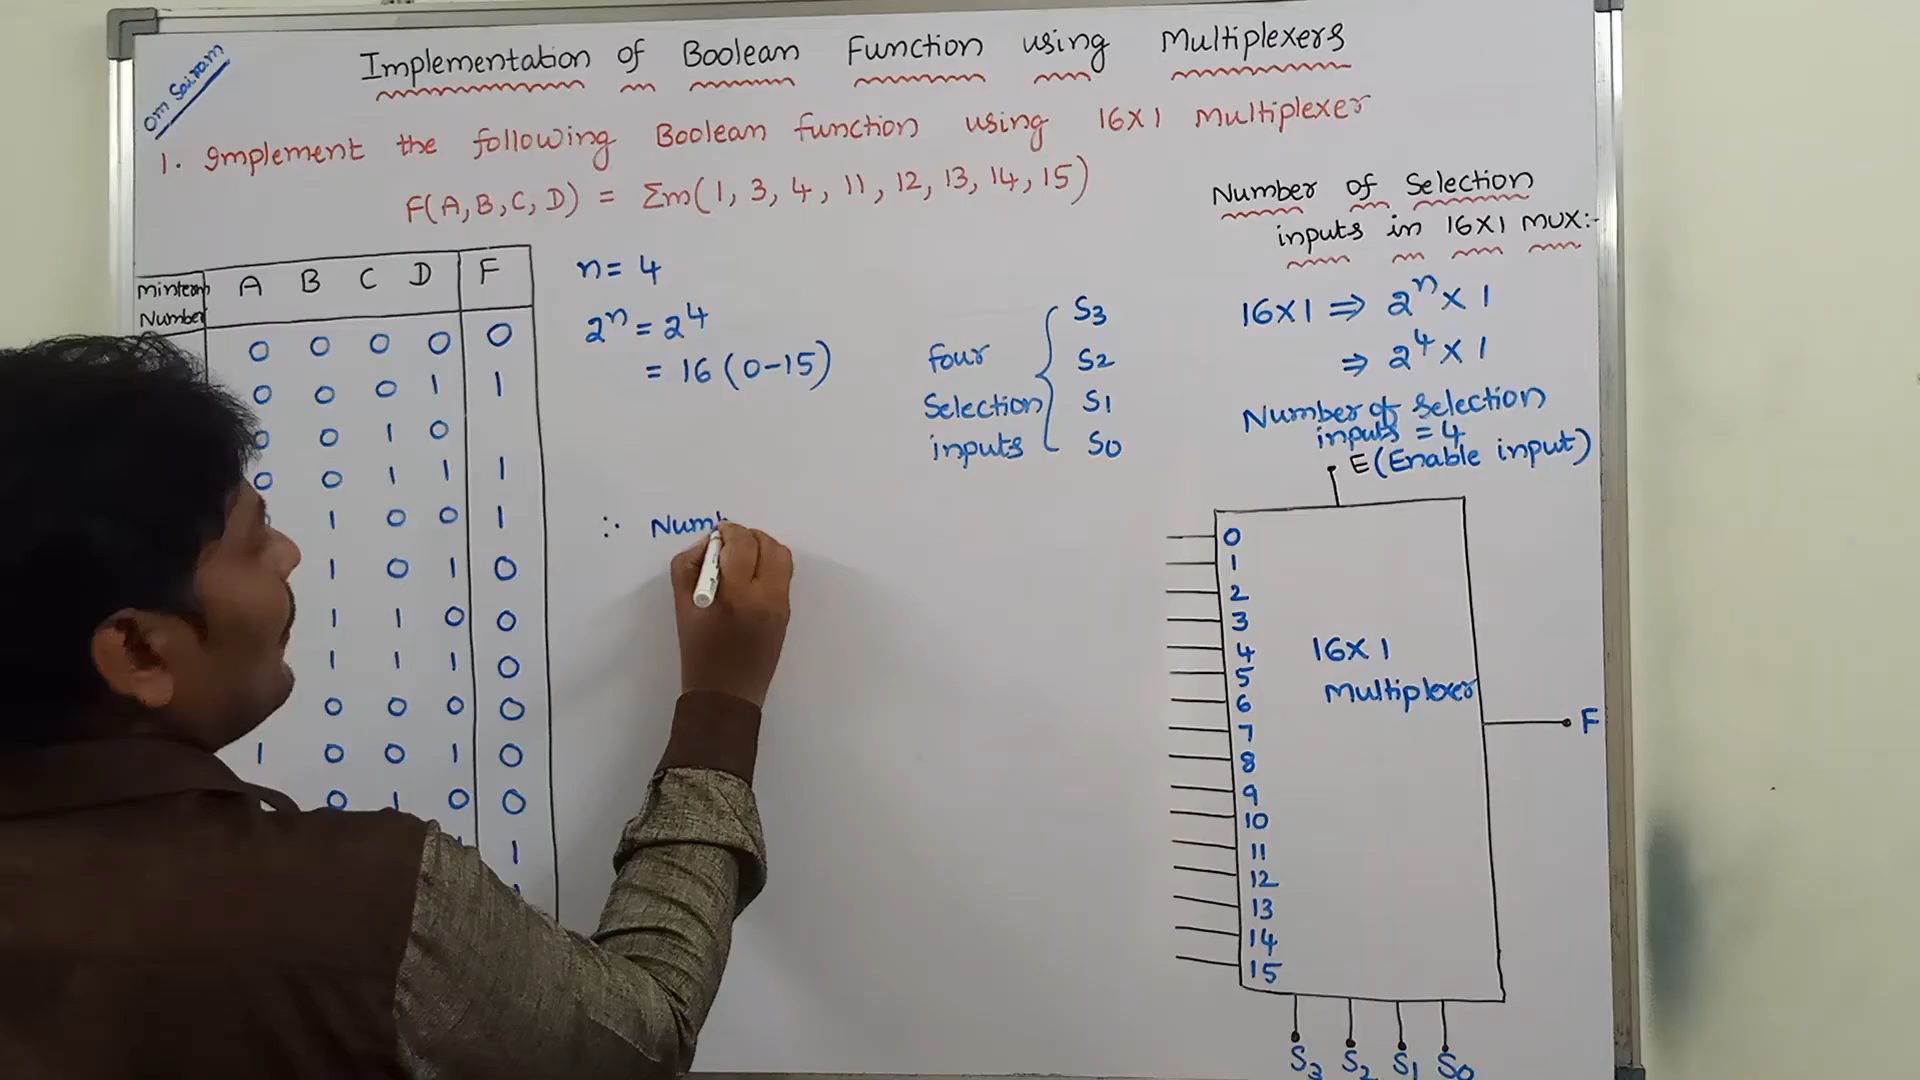 Om Sairam
Implementation of Boolean Function using Multiplexers
1. Implement the following Boolean function using 16X1 Multiplexer
F(A,B,C,D) = Σm(1, 3, 4, 11, 12, 13, 14, 15)
Minterm Number A B C D F
0 0 0 0 0
0 0 0 1 1
0 0 1 0
0 0 1 1 1
1 0 0 1
1 0 1 0
1 1 0 0
1 1 1 0
0 0 0 0
1 0 0 1 0
0 1 0 0
1
n = 4
2ⁿ = 2⁴
= 16 (0-15)
∴ Num
four
Selection
inputs
S3
S2
S1
S0
Number of Selection
inputs in 16X1 MUX:-
16X1 ⇒ 2ⁿ X 1
⇒ 2⁴ X 1
Number of Selection
inputs = 4
E (Enable input)
0
1
2
3
4
5
6
7
8
9
10
11
12
13
14
15
16X1
Multiplexer
F
S3 S2 S1 S0